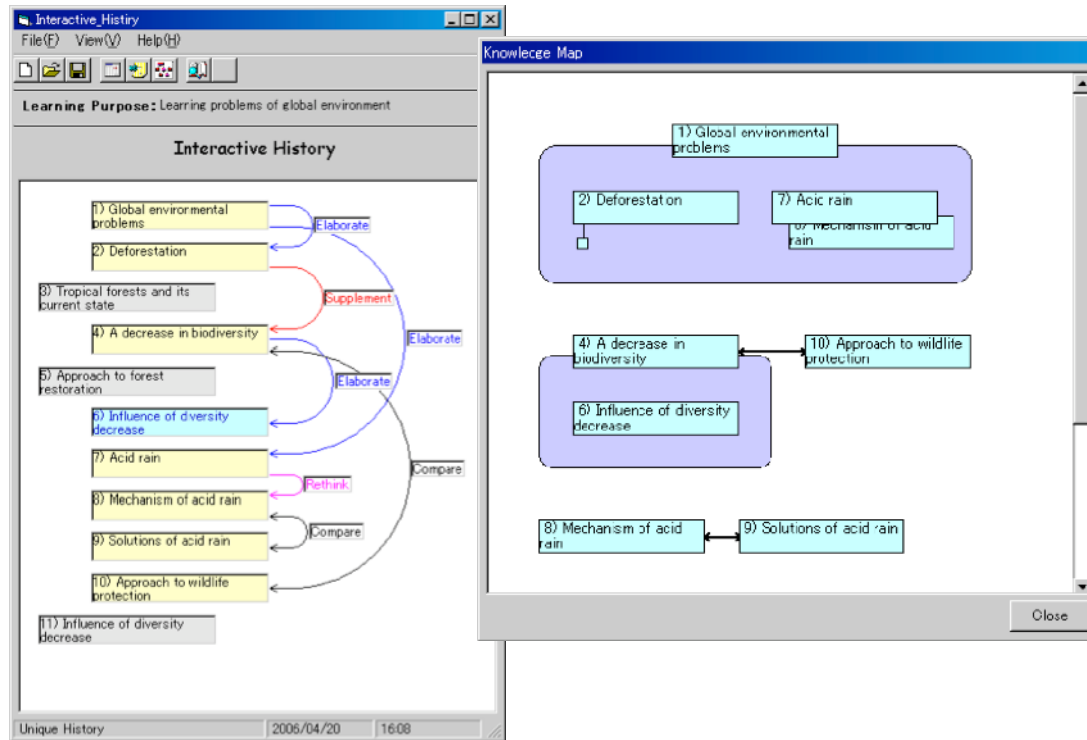 Interactive_Histiry
File(F) View(V) Help(H)
Learning Purpose: Learring problems of global environment
Interactive History
1) Global environmental
problems
Elaborate
2) Deforestation
3) Tropical forests and its
current state
Supplement
4) A decrease in biodiversity
Elaborate
5) Approach to forest
restoration
Elaborate
6) Influence of dversity
decrease
7) Acid rain
Compare
Rethink
8) Mechanism of acid rain
9) Solutions of acid rain
Compare
10) Approach to wildlife
protection
11) Influence of diversity
decrease
Unique History
2006/04/20
16:08
Knowlecge Map
1) Global environmental
problems
2) Deforestation
7) Acic rain
8) Mechanism of acid
rain
4) A decrease in
biodiversity
10) Approach to wildlife
protection
6) Influence of diversity
decrease
8) Mechanism of acid
rain
9) Solutions of acid rain
Close